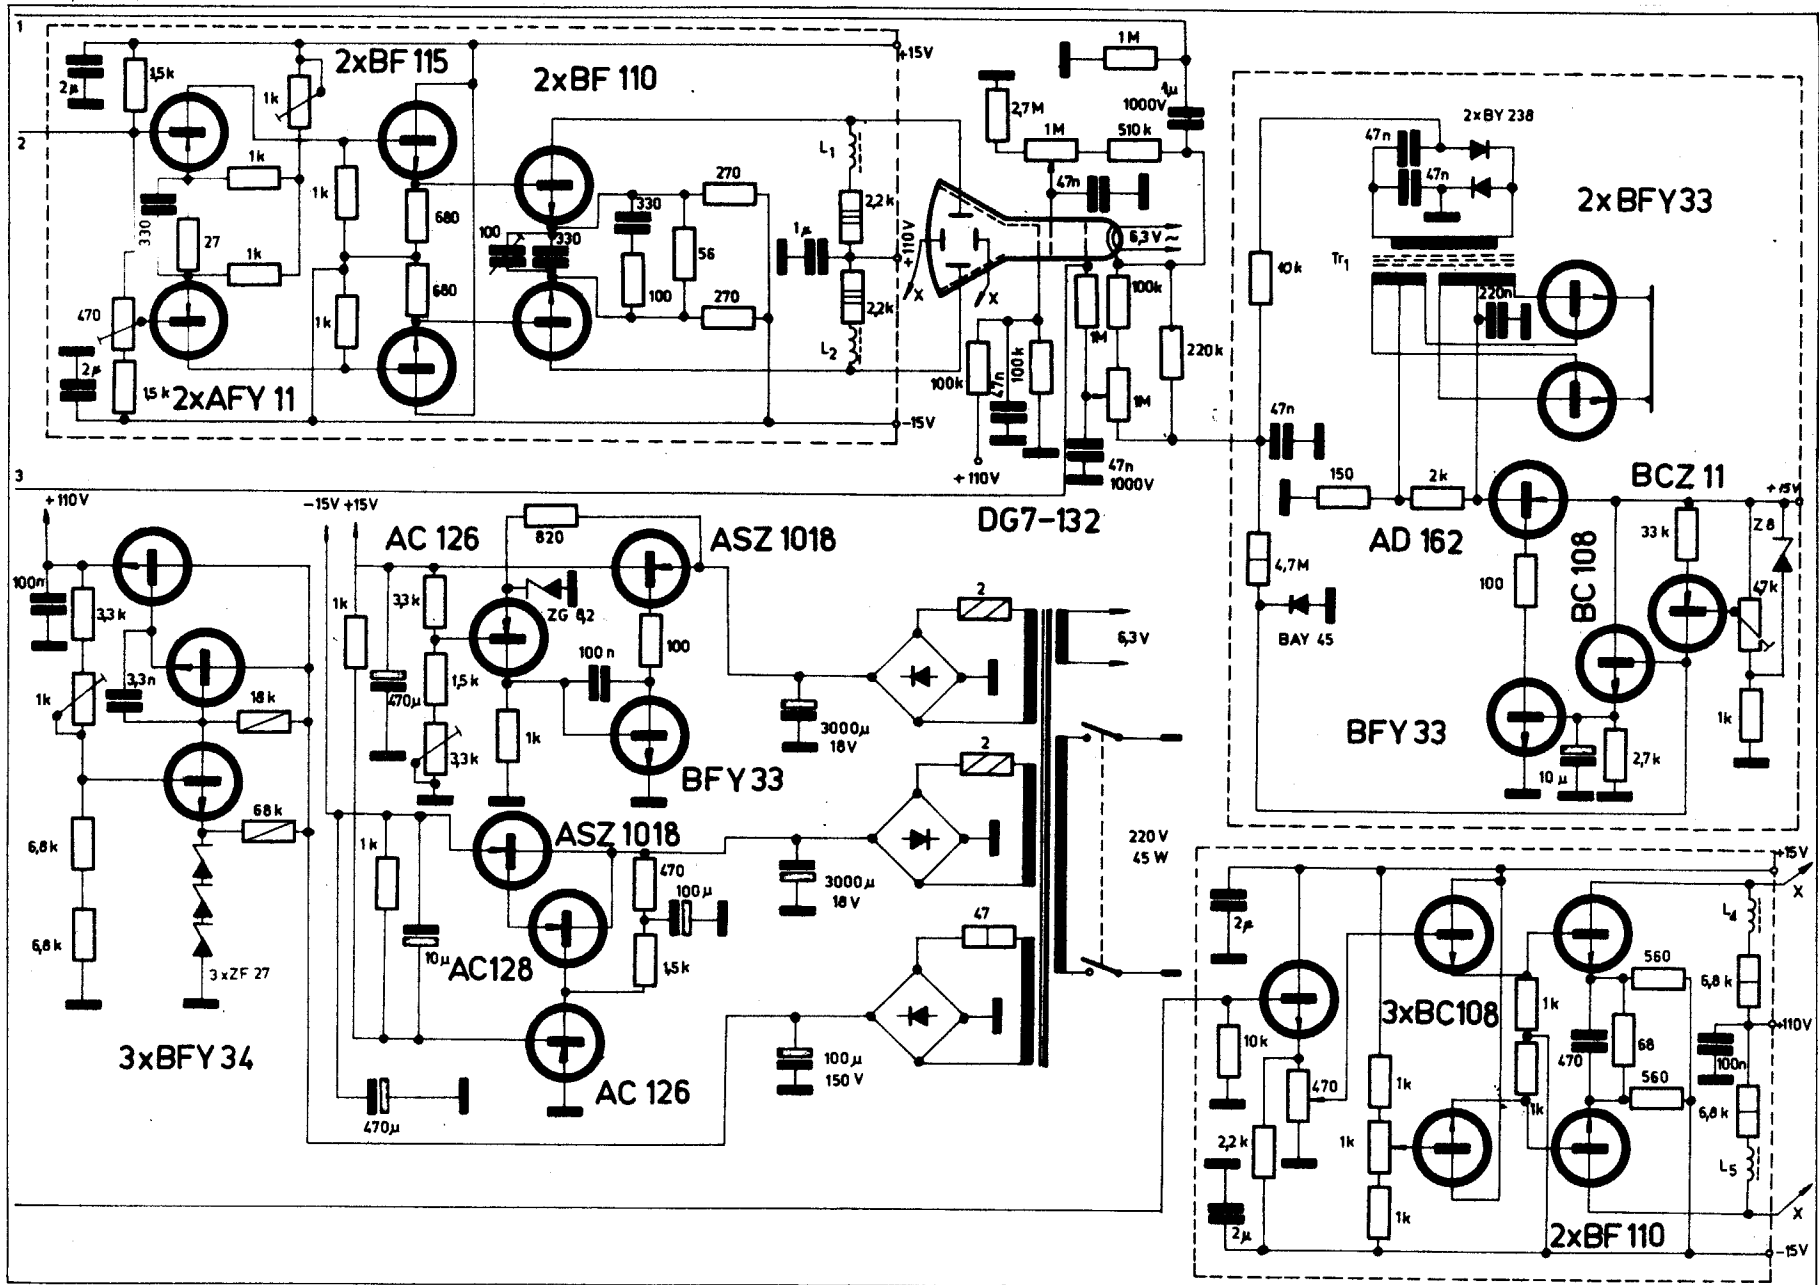 1
2µ
1,5k
1k
2xBF 115
2xBF 110
+15V
2
1k
1k
680
330
27
1k
470
2µ
1,5k
2xAFY 11
1k
680
100
330
330
100
56
270
270
L1
2,2k
1µ
+110V
2,2k
L2
-15V
1M
1µ
1000V
2,7M
1M
510k
47n
6,3V~
X
X
100k
1M
220k
100k
47n
100k
1M
47n
1000V
+110V
DG7-132
2xBY 238
47n
47n
2xBFY33
10k
Tr1
220n
47n
150
2k
BCZ 11
+15V
AD 162
4,7M
BAY 45
100
BC 108
33k
Z 8
4,7k
BFY 33
10µ
2,7k
1k
3
+110V
-15V
+15V
AC 126
820
ASZ 1018
100n
3,3k
1k
3,3n
18k
68k
6,8k
6,8k
3xZF 27
3xBFY 34
1k
3,3k
ZG 8,2
470µ
1,5k
100n
100
3,3k
1k
BFY 33
1k
ASZ 1018
470
100µ
10µ
AC128
1,5k
AC 126
470µ
2
6,3V
3000µ
18V
2
220V
45W
3000µ
18V
47
100µ
150V
+15V
X
2µ
L4
560
6,8k
3xBC108
1k
+110V
10k
470
1k
470
68
100n
1k
560
6,8k
2,2k
1k
L5
1k
X
2µ
2xBF 110
-15V